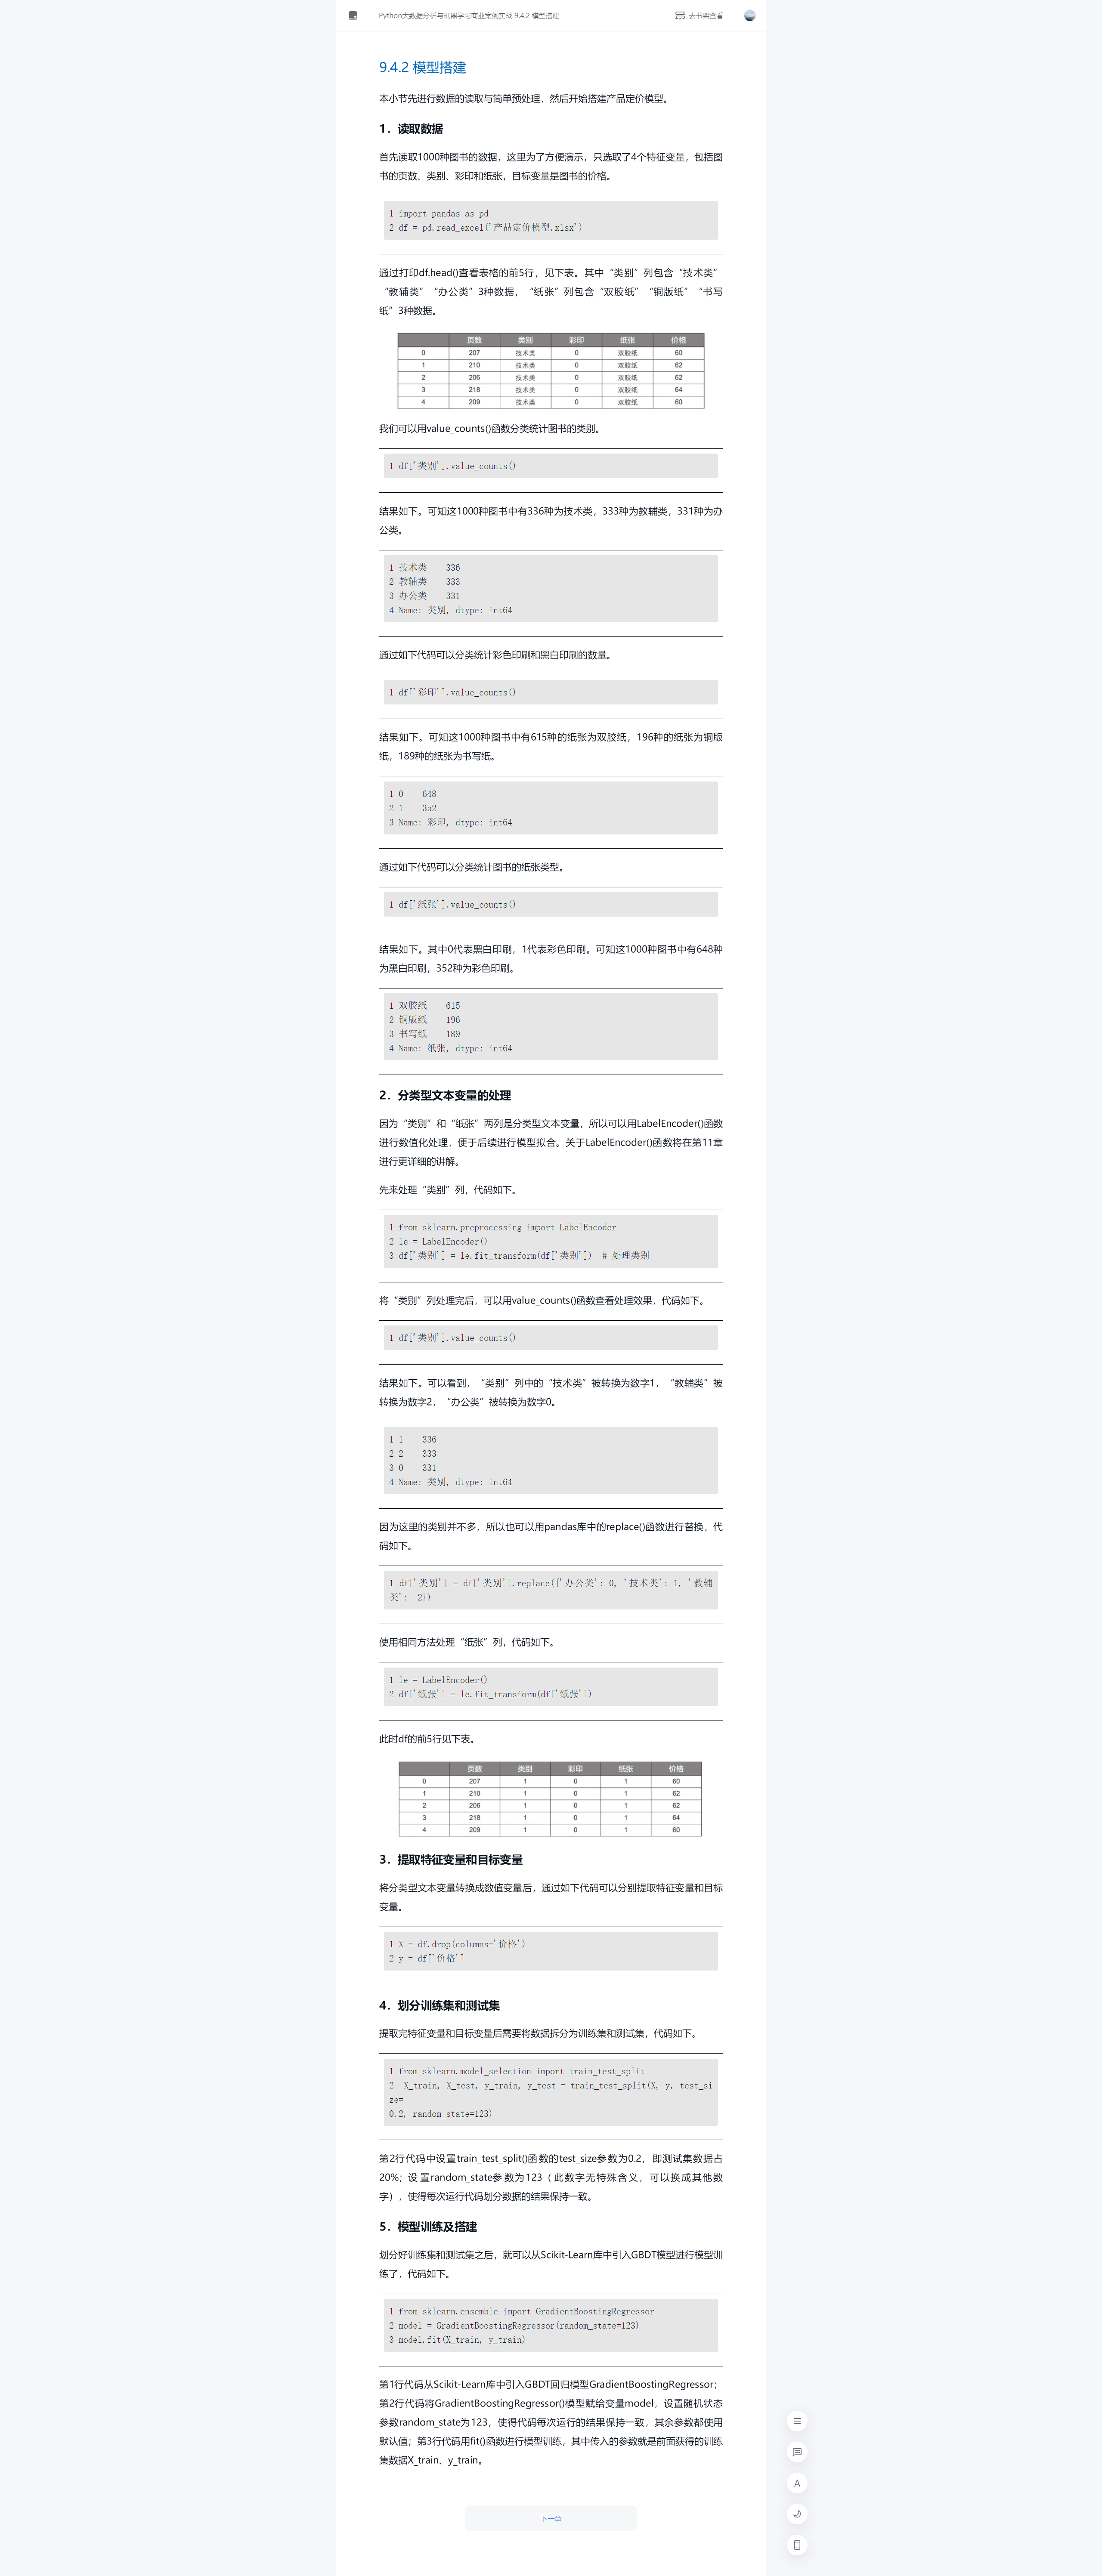 Python大数据分析与机器学习商业案例实战 9.4.2 模型搭建
去书架查看
9.4.2 模型搭建
本小节先进行数据的读取与简单预处理，然后开始搭建产品定价模型。
1．读取数据
首先读取1000种图书的数据，这里为了方便演示，只选取了4个特征变量，包括图
书的页数、类别、彩印和纸张，目标变量是图书的价格。
1 import pandas as pd
2 df = pd.read_excel('产品定价模型.xlsx')
通过打印df.head()查看表格的前5行，见下表。其中“类别”列包含“技术类”
“教辅类”“办公类”3种数据，“纸张”列包含“双胶纸”“铜版纸”“书写
纸”3种数据。
页数 类别 彩印 纸张 价格
0 207 技术类 0 双胶纸 60
1 210 技术类 0 双胶纸 62
2 206 技术类 0 双胶纸 62
3 218 技术类 0 双胶纸 64
4 209 技术类 0 双胶纸 60
我们可以用value_counts()函数分类统计图书的类别。
1 df['类别'].value_counts()
结果如下。可知这1000种图书中有336种为技术类，333种为教辅类，331种为办
公类。
1 技术类    336
2 教辅类    333
3 办公类    331
4 Name: 类别, dtype: int64
通过如下代码可以分类统计彩色印刷和黑白印刷的数量。
1 df['彩印'].value_counts()
结果如下。可知这1000种图书中有615种的纸张为双胶纸，196种的纸张为铜版
纸，189种的纸张为书写纸。
1 0    648
2 1    352
3 Name: 彩印, dtype: int64
通过如下代码可以分类统计图书的纸张类型。
1 df['纸张'].value_counts()
结果如下。其中0代表黑白印刷，1代表彩色印刷。可知这1000种图书中有648种
为黑白印刷，352种为彩色印刷。
1 双胶纸    615
2 铜版纸    196
3 书写纸    189
4 Name: 纸张, dtype: int64
2．分类型文本变量的处理
因为“类别”和“纸张”两列是分类型文本变量，所以可以用LabelEncoder()函数
进行数值化处理，便于后续进行模型拟合。关于LabelEncoder()函数将在第11章
进行更详细的讲解。
先来处理“类别”列，代码如下。
1 from sklearn.preprocessing import LabelEncoder
2 le = LabelEncoder()
3 df['类别'] = le.fit_transform(df['类别'])  # 处理类别
将“类别”列处理完后，可以用value_counts()函数查看处理效果，代码如下。
1 df['类别'].value_counts()
结果如下。可以看到，“类别”列中的“技术类”被转换为数字1，“教辅类”被
转换为数字2，“办公类”被转换为数字0。
1 1    336
2 2    333
3 0    331
4 Name: 类别, dtype: int64
因为这里的类别并不多，所以也可以用pandas库中的replace()函数进行替换，代
码如下。
1 df['类别'] = df['类别'].replace({'办公类': 0, '技术类': 1, '教辅
类':  2})
使用相同方法处理“纸张”列，代码如下。
1 le = LabelEncoder()
2 df['纸张'] = le.fit_transform(df['纸张'])
此时df的前5行见下表。
页数 类别 彩印 纸张 价格
0 207 1 0 1 60
1 210 1 0 1 62
2 206 1 0 1 62
3 218 1 0 1 64
4 209 1 0 1 60
3．提取特征变量和目标变量
将分类型文本变量转换成数值变量后，通过如下代码可以分别提取特征变量和目标
变量。
1 X = df.drop(columns='价格')
2 y = df['价格']
4．划分训练集和测试集
提取完特征变量和目标变量后需要将数据拆分为训练集和测试集，代码如下。
1 from sklearn.model_selection import train_test_split
2  X_train, X_test, y_train, y_test = train_test_split(X, y, test_si
ze=
0.2, random_state=123)
第2行代码中设置train_test_split()函数的test_size参数为0.2，即测试集数据占
20%；设置random_state参数为123（此数字无特殊含义，可以换成其他数
字），使得每次运行代码划分数据的结果保持一致。
5．模型训练及搭建
划分好训练集和测试集之后，就可以从Scikit-Learn库中引入GBDT模型进行模型训
练了，代码如下。
1 from sklearn.ensemble import GradientBoostingRegressor
2 model = GradientBoostingRegressor(random_state=123)
3 model.fit(X_train, y_train)
第1行代码从Scikit-Learn库中引入GBDT回归模型GradientBoostingRegressor；
第2行代码将GradientBoostingRegressor()模型赋给变量model，设置随机状态
参数random_state为123，使得代码每次运行的结果保持一致，其余参数都使用
默认值；第3行代码用fit()函数进行模型训练，其中传入的参数就是前面获得的训练
集数据X_train、y_train。
A
下一章